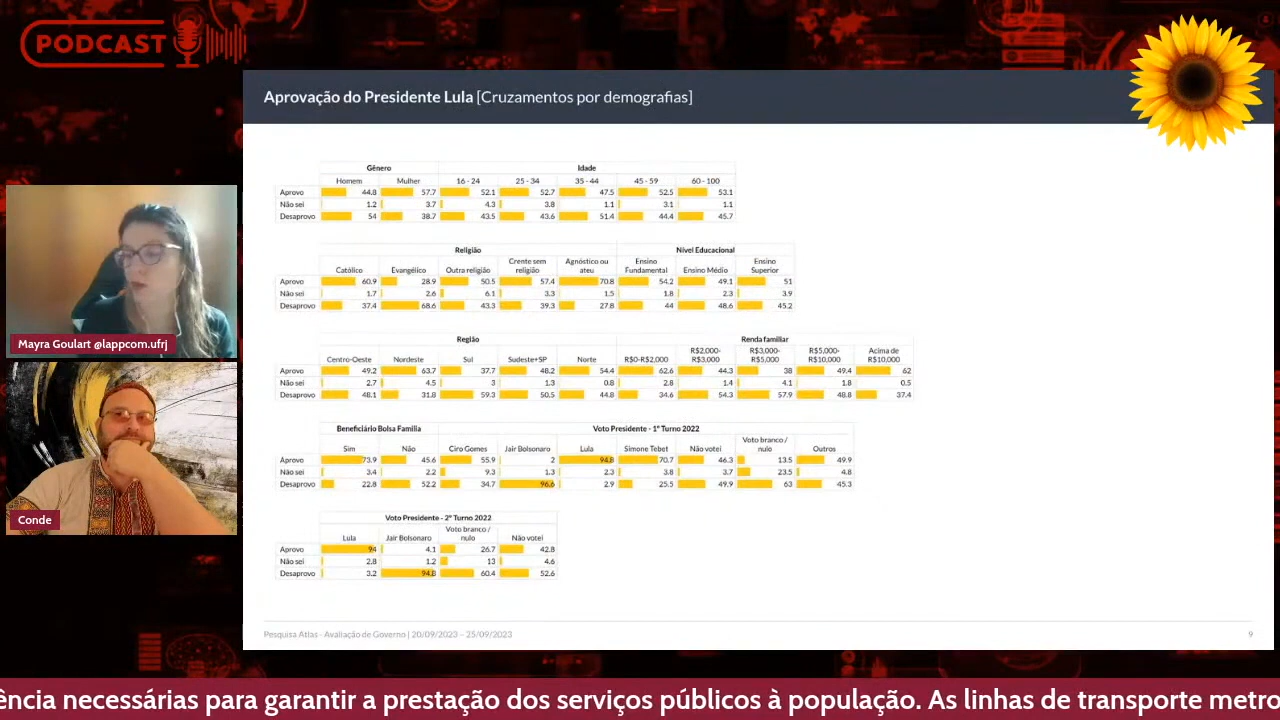 PODCAST
Aprovação do Presidente Lula [Cruzamentos por demografias]
Gênero Idade
Homem Mulher 16 - 24 25 - 34 35 - 44 45 - 59 60 - 100
Aprovo 44.8 57.7 52.1 52.7 47.5 52.5 53.1
Não sei 1.2 3.7 4.3 3.8 1.1 3.1 1.1
Desaprovo 54 38.7 43.5 43.6 51.4 44.4 45.7
Religião Nível Educacional
Católico Evangélico Outra religião Crente sem religião Agnóstico ou ateu Ensino Fundamental Ensino Médio Ensino Superior
Aprovo 60.9 28.9 50.5 57.4 70.8 54.2 49.1 51
Não sei 1.7 2.6 6.1 3.3 1.5 1.8 2.3 3.9
Desaprovo 37.4 68.6 43.3 39.3 27.8 44 48.6 45.2
Região Renda familiar
Centro-Oeste Nordeste Sul Sudeste+SP Norte R$0-R$2,000 R$2,000-R$3,000 R$3,000-R$5,000 R$5,000-R$10,000 Acima de R$10,000
Aprovo 49.2 63.7 37.7 48.2 54.4 62.6 44.3 38 49.4 62
Não sei 2.7 4.5 3 1.3 0.8 2.8 1.4 4.1 1.8 0.5
Desaprovo 48.1 31.8 59.3 50.5 44.8 34.6 54.3 57.9 48.8 37.4
Beneficiário Bolsa Família Voto Presidente - 1º Turno 2022
Sim Não Ciro Gomes Jair Bolsonaro Lula Simone Tebet Não votei Voto branco / nulo Outros
Aprovo 73.9 45.6 55.9 2 94.8 70.7 46.3 13.5 49.9
Não sei 3.4 2.2 9.3 1.3 2.3 3.8 3.7 23.5 4.8
Desaprovo 22.8 52.2 34.7 96.6 2.9 25.5 49.9 63 45.3
Voto Presidente - 2º Turno 2022
Lula Jair Bolsonaro Voto branco / nulo Não votei
Aprovo 94 4.1 26.7 42.8
Não sei 2.8 1.2 13 4.6
Desaprovo 3.2 94.8 60.4 52.6
Pesquisa Atlas - Avaliação de Governo | 20/09/2023 – 25/09/2023 9
Mayra Goulart @lappcom.ufrj
Conde
ência necessárias para garantir a prestação dos serviços públicos à população. As linhas de transporte metro